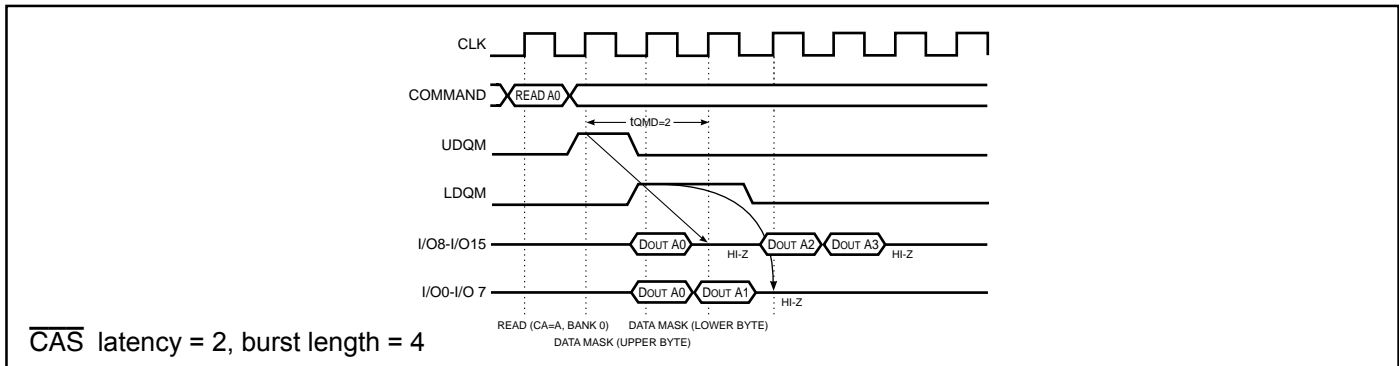 CLK
COMMAND READ A0
tQMD=2
UDQM
LDQM
I/O8-I/O15 DOUT A0 HI-Z DOUT A2 DOUT A3 HI-Z
I/O0-I/O 7 DOUT A0 DOUT A1 HI-Z
READ (CA=A, BANK 0) DATA MASK (LOWER BYTE)
DATA MASK (UPPER BYTE)
CAS latency = 2, burst length = 4